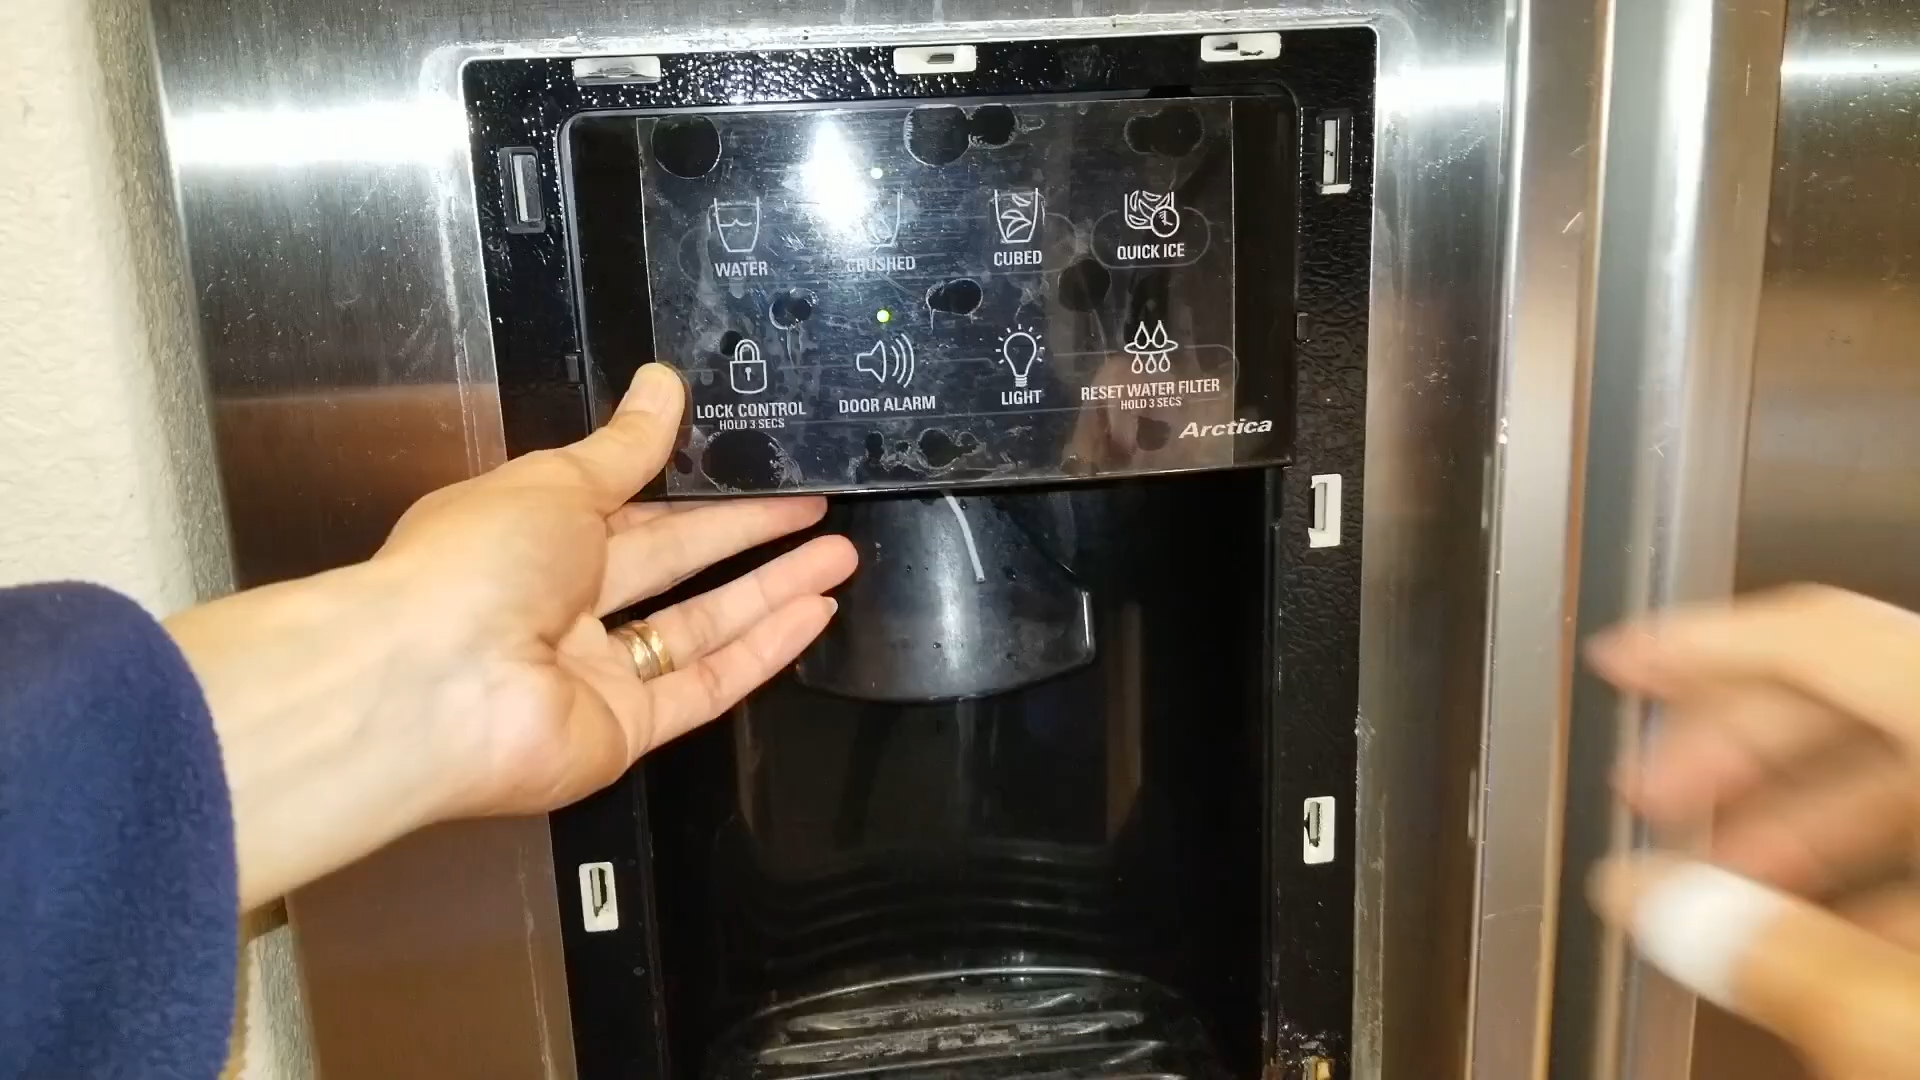 WATER
CRUSHED
CUBED
QUICK ICE
LOCK CONTROL
HOLD 3 SECS
DOOR ALARM
LIGHT
RESET WATER FILTER
HOLD 3 SECS
Arctica